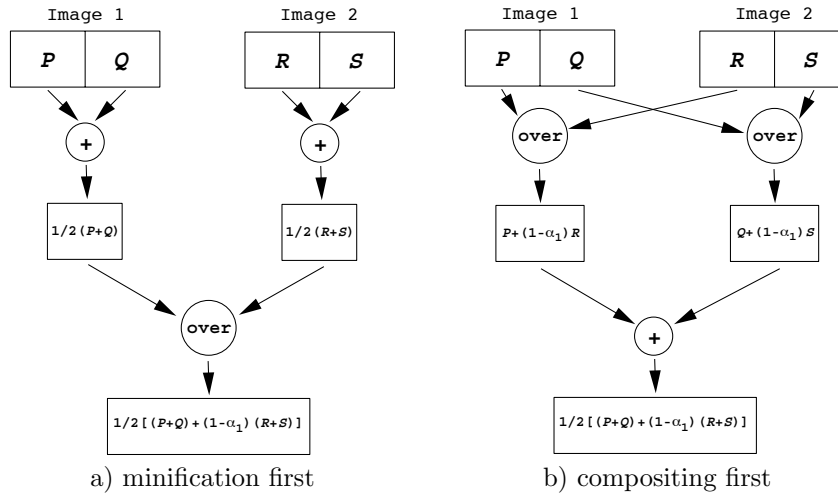 Image 1
Image 2
P
Q
R
S
+
+
1/2(P+Q)
1/2(R+S)
over
1/2[(P+Q)+(1-α₁)(R+S)]
a) minification first
Image 1
Image 2
P
Q
R
S
over
over
P+(1-α₁)R
Q+(1-α₁)S
+
1/2[(P+Q)+(1-α₁)(R+S)]
b) compositing first